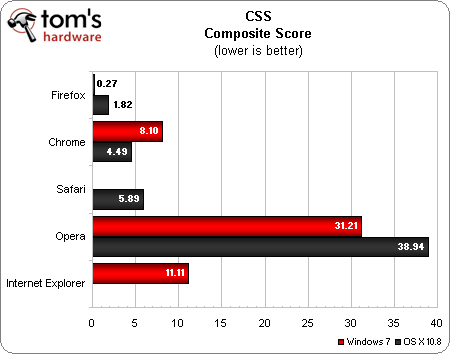 tom's
hardware
CSS
Composite Score
(lower is better)
Firefox
0.27
1.82
Chrome
8.10
4.49
Safari
5.89
Opera
31.21
38.94
Internet Explorer
11.11
0 5 10 15 20 25 30 35 40
Windows 7 OS X 10.8